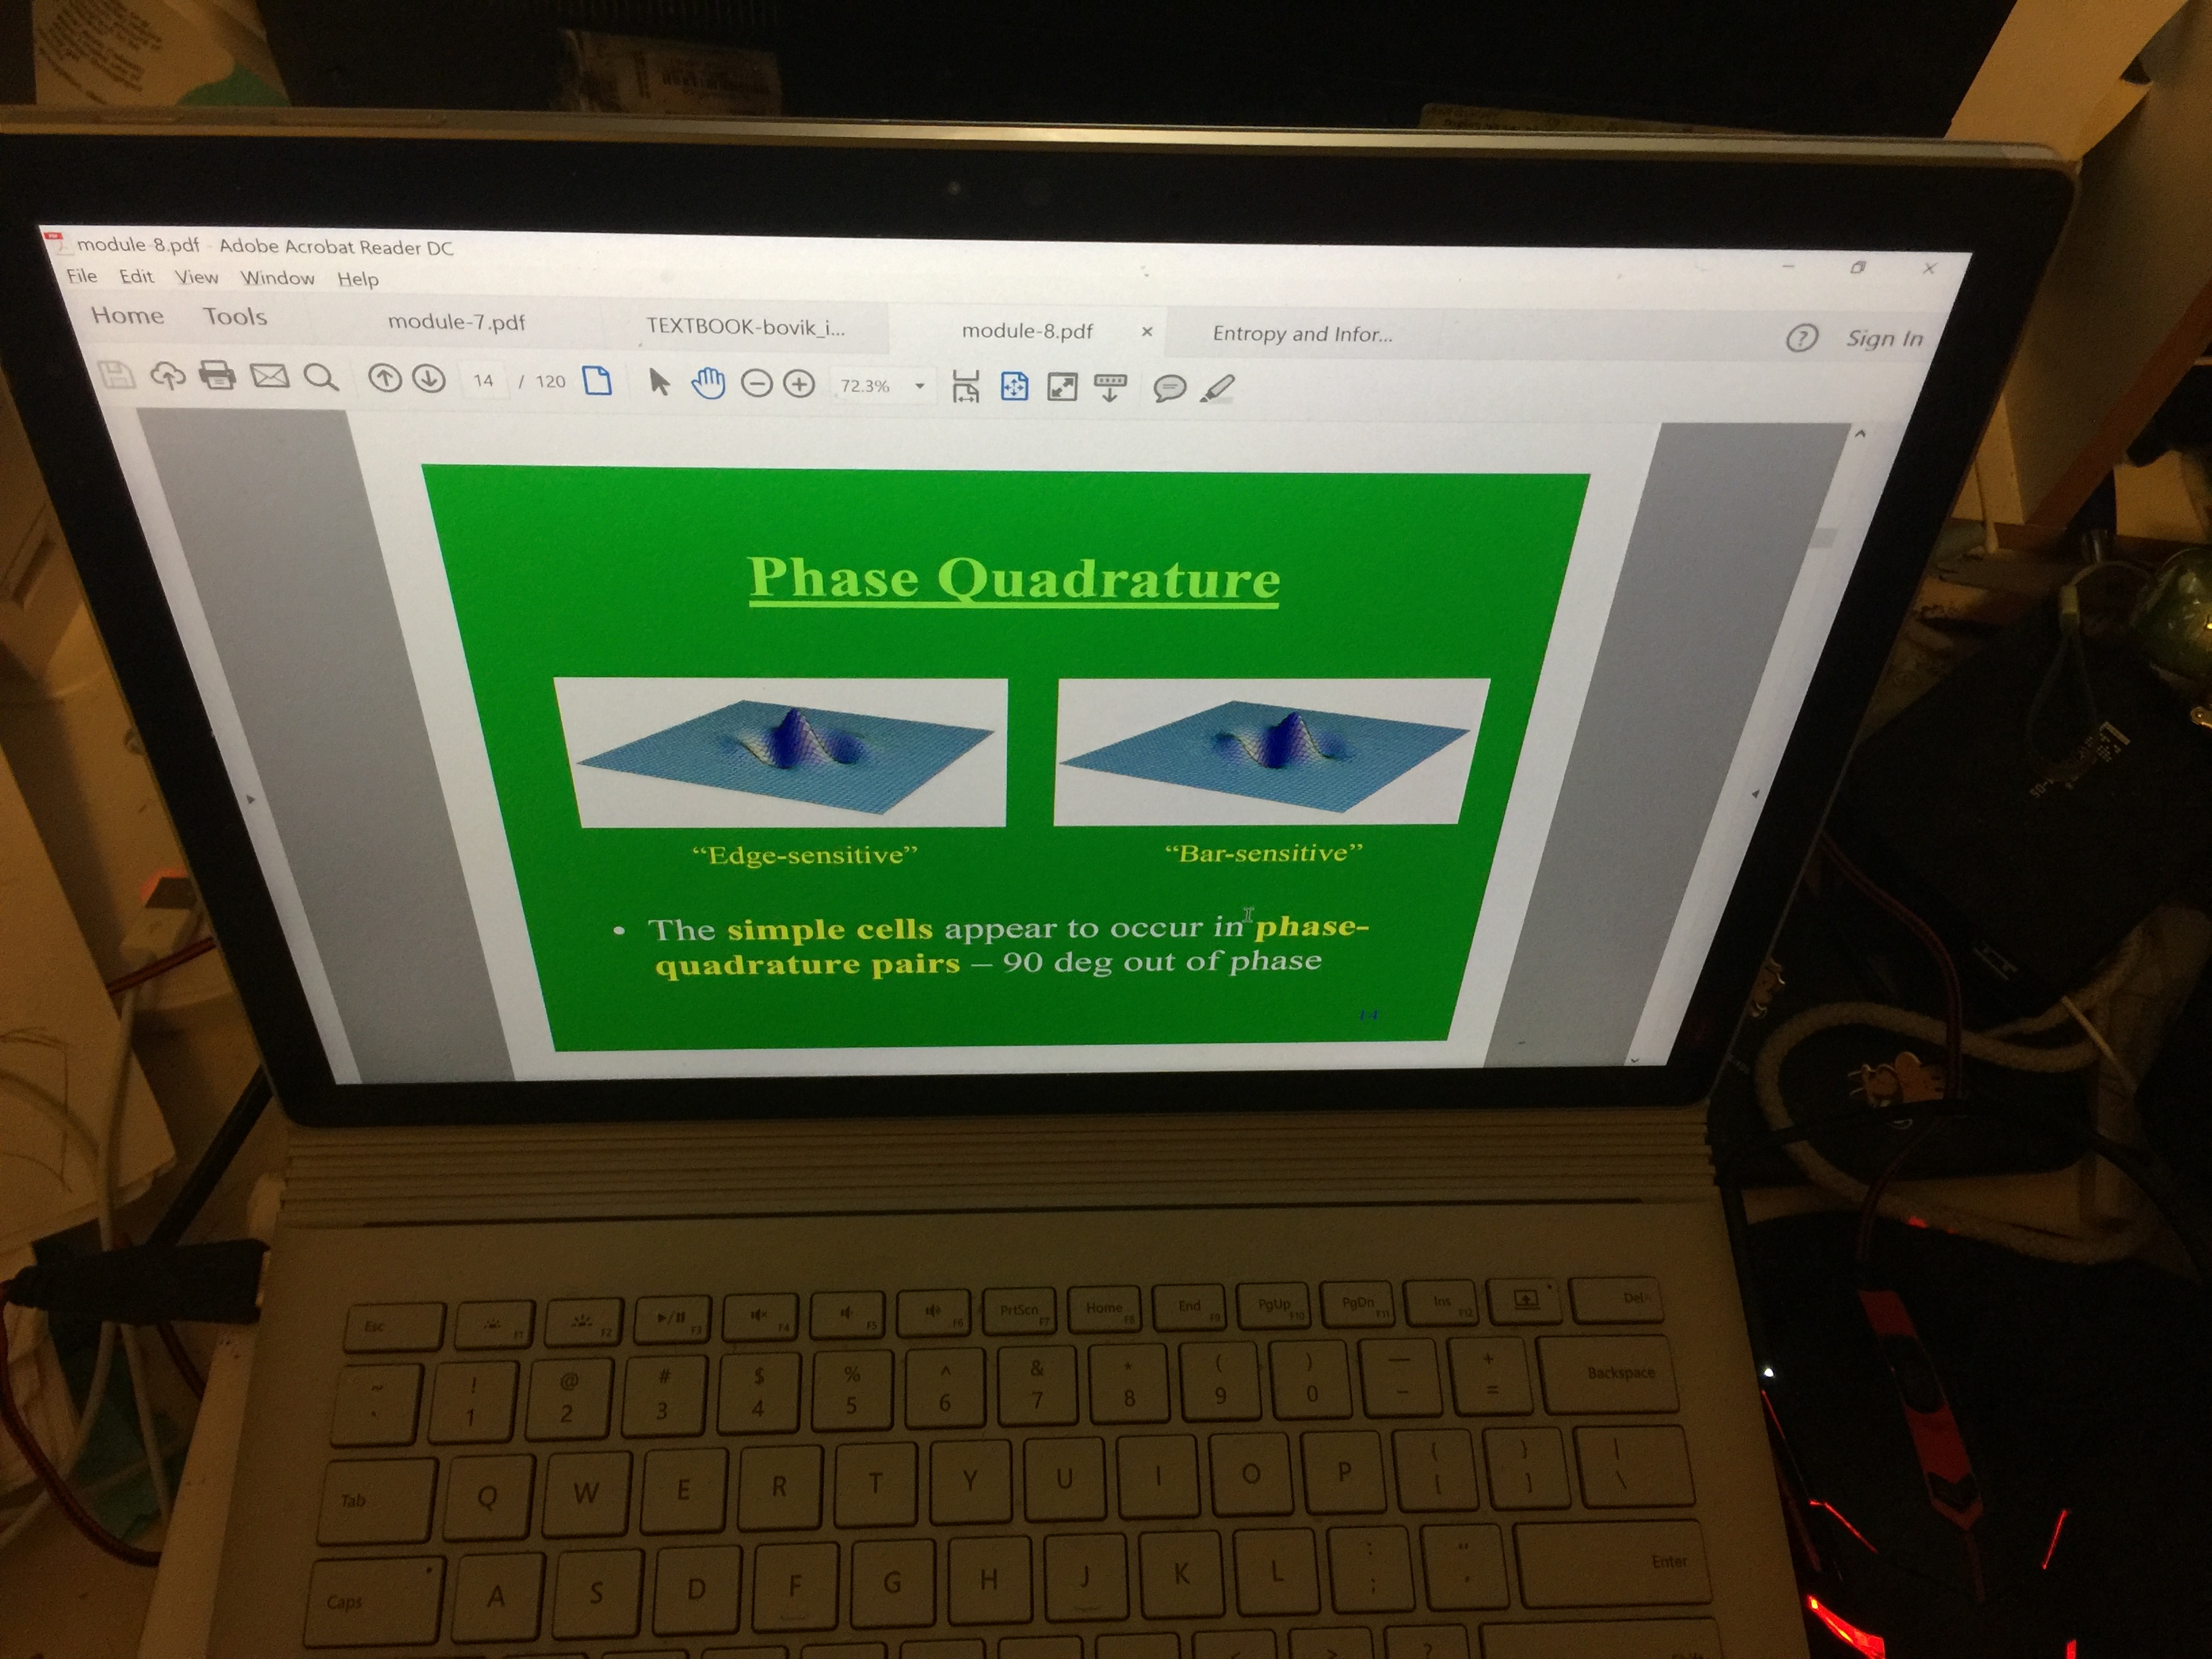 module-8.pdf - Adobe Acrobat Reader DC
File Edit View Window Help
Home Tools module-7.pdf TEXTBOOK-bovik_i... module-8.pdf × Entropy and Infor... ? Sign In
14 / 120 72.3%
Phase Quadrature
“Edge-sensitive” “Bar-sensitive”
• The simple cells appear to occur in phase-
quadrature pairs – 90 deg out of phase
14
Esc F1 F2 F3 F4 F5 F6 PrtScn F7 Home F8 End F9 PgUp F10 PgDn F11 Ins F12 Del
~ ` ! 1 @ 2 # 3 $ 4 % 5 ^ 6 & 7 * 8 ( 9 ) 0 — - + = Backspace
Tab Q W E R T Y U I O P { [ } ] | \
Caps A S D F G H J K L : ; " ' Enter
< > ?